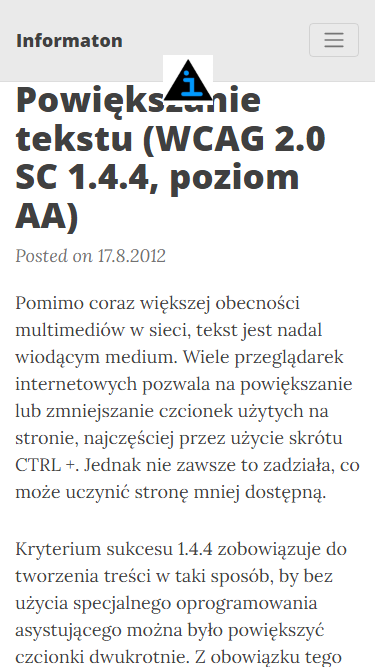 Informaton
Powiększanie
tekstu (WCAG 2.0
SC 1.4.4, poziom
AA)
Posted on 17.8.2012
Pomimo coraz większej obecności
multimediów w sieci, tekst jest nadal
wiodącym medium. Wiele przeglądarek
internetowych pozwala na powiększanie
lub zmniejszanie czcionek użytych na
stronie, najczęściej przez użycie skrótu
CTRL +. Jednak nie zawsze to zadziała, co
może uczynić stronę mniej dostępną.
Kryterium sukcesu 1.4.4 zobowiązuje do
tworzenia treści w taki sposób, by bez
użycia specjalnego oprogramowania
asystującego można było powiększyć
czcionki dwukrotnie. Z obowiązku tego